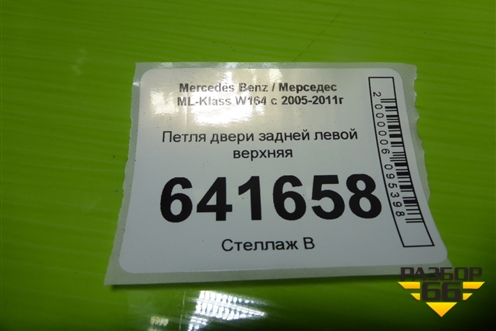 Mercedes Benz / Мерседес
ML-Klass W164 с 2005-2011г
Петля двери задней левой
верхняя
641658
Стеллаж В
2000006095398
РАЗБОР
66